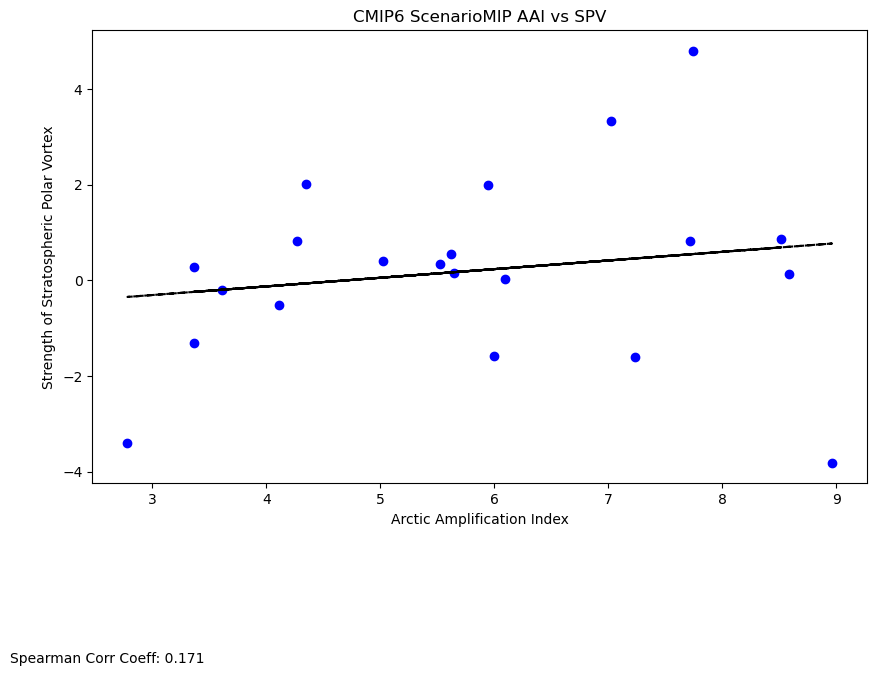 CMIP6 ScenarioMIP AAI vs SPV
Strength of Stratospheric Polar Vortex
4
2
0
−2
−4
3 4 5 6 7 8 9
Arctic Amplification Index
Spearman Corr Coeff: 0.171